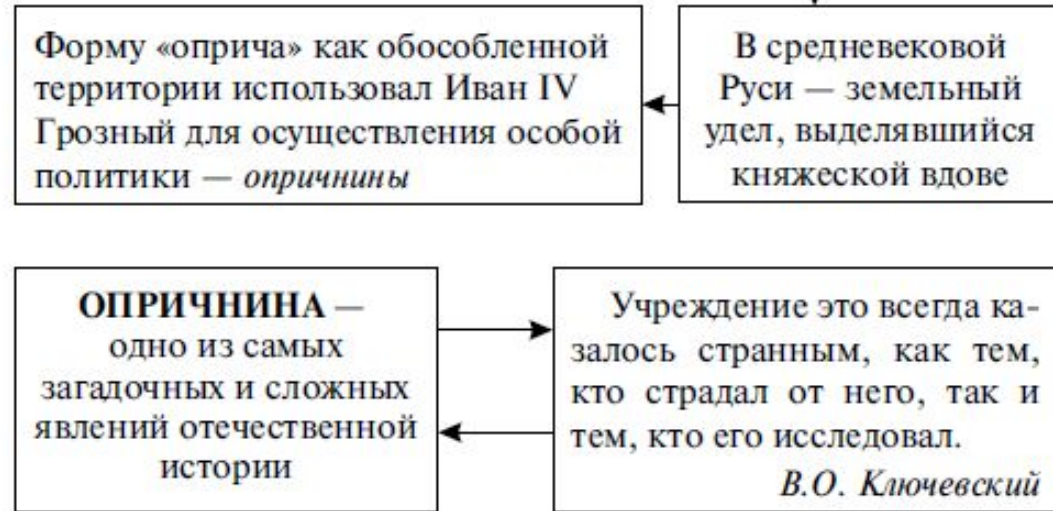 Форму «оприча» как обособленной
территории использовал Иван IV
Грозный для осуществления особой
политики — опричнины
В средневековой
Руси — земельный
удел, выделявшийся
княжеской вдове
ОПРИЧНИНА —
одно из самых
загадочных и сложных
явлений отечественной
истории
Учреждение это всегда ка-
залось странным, как тем,
кто страдал от него, так и
тем, кто его исследовал.
В.О. Ключевский